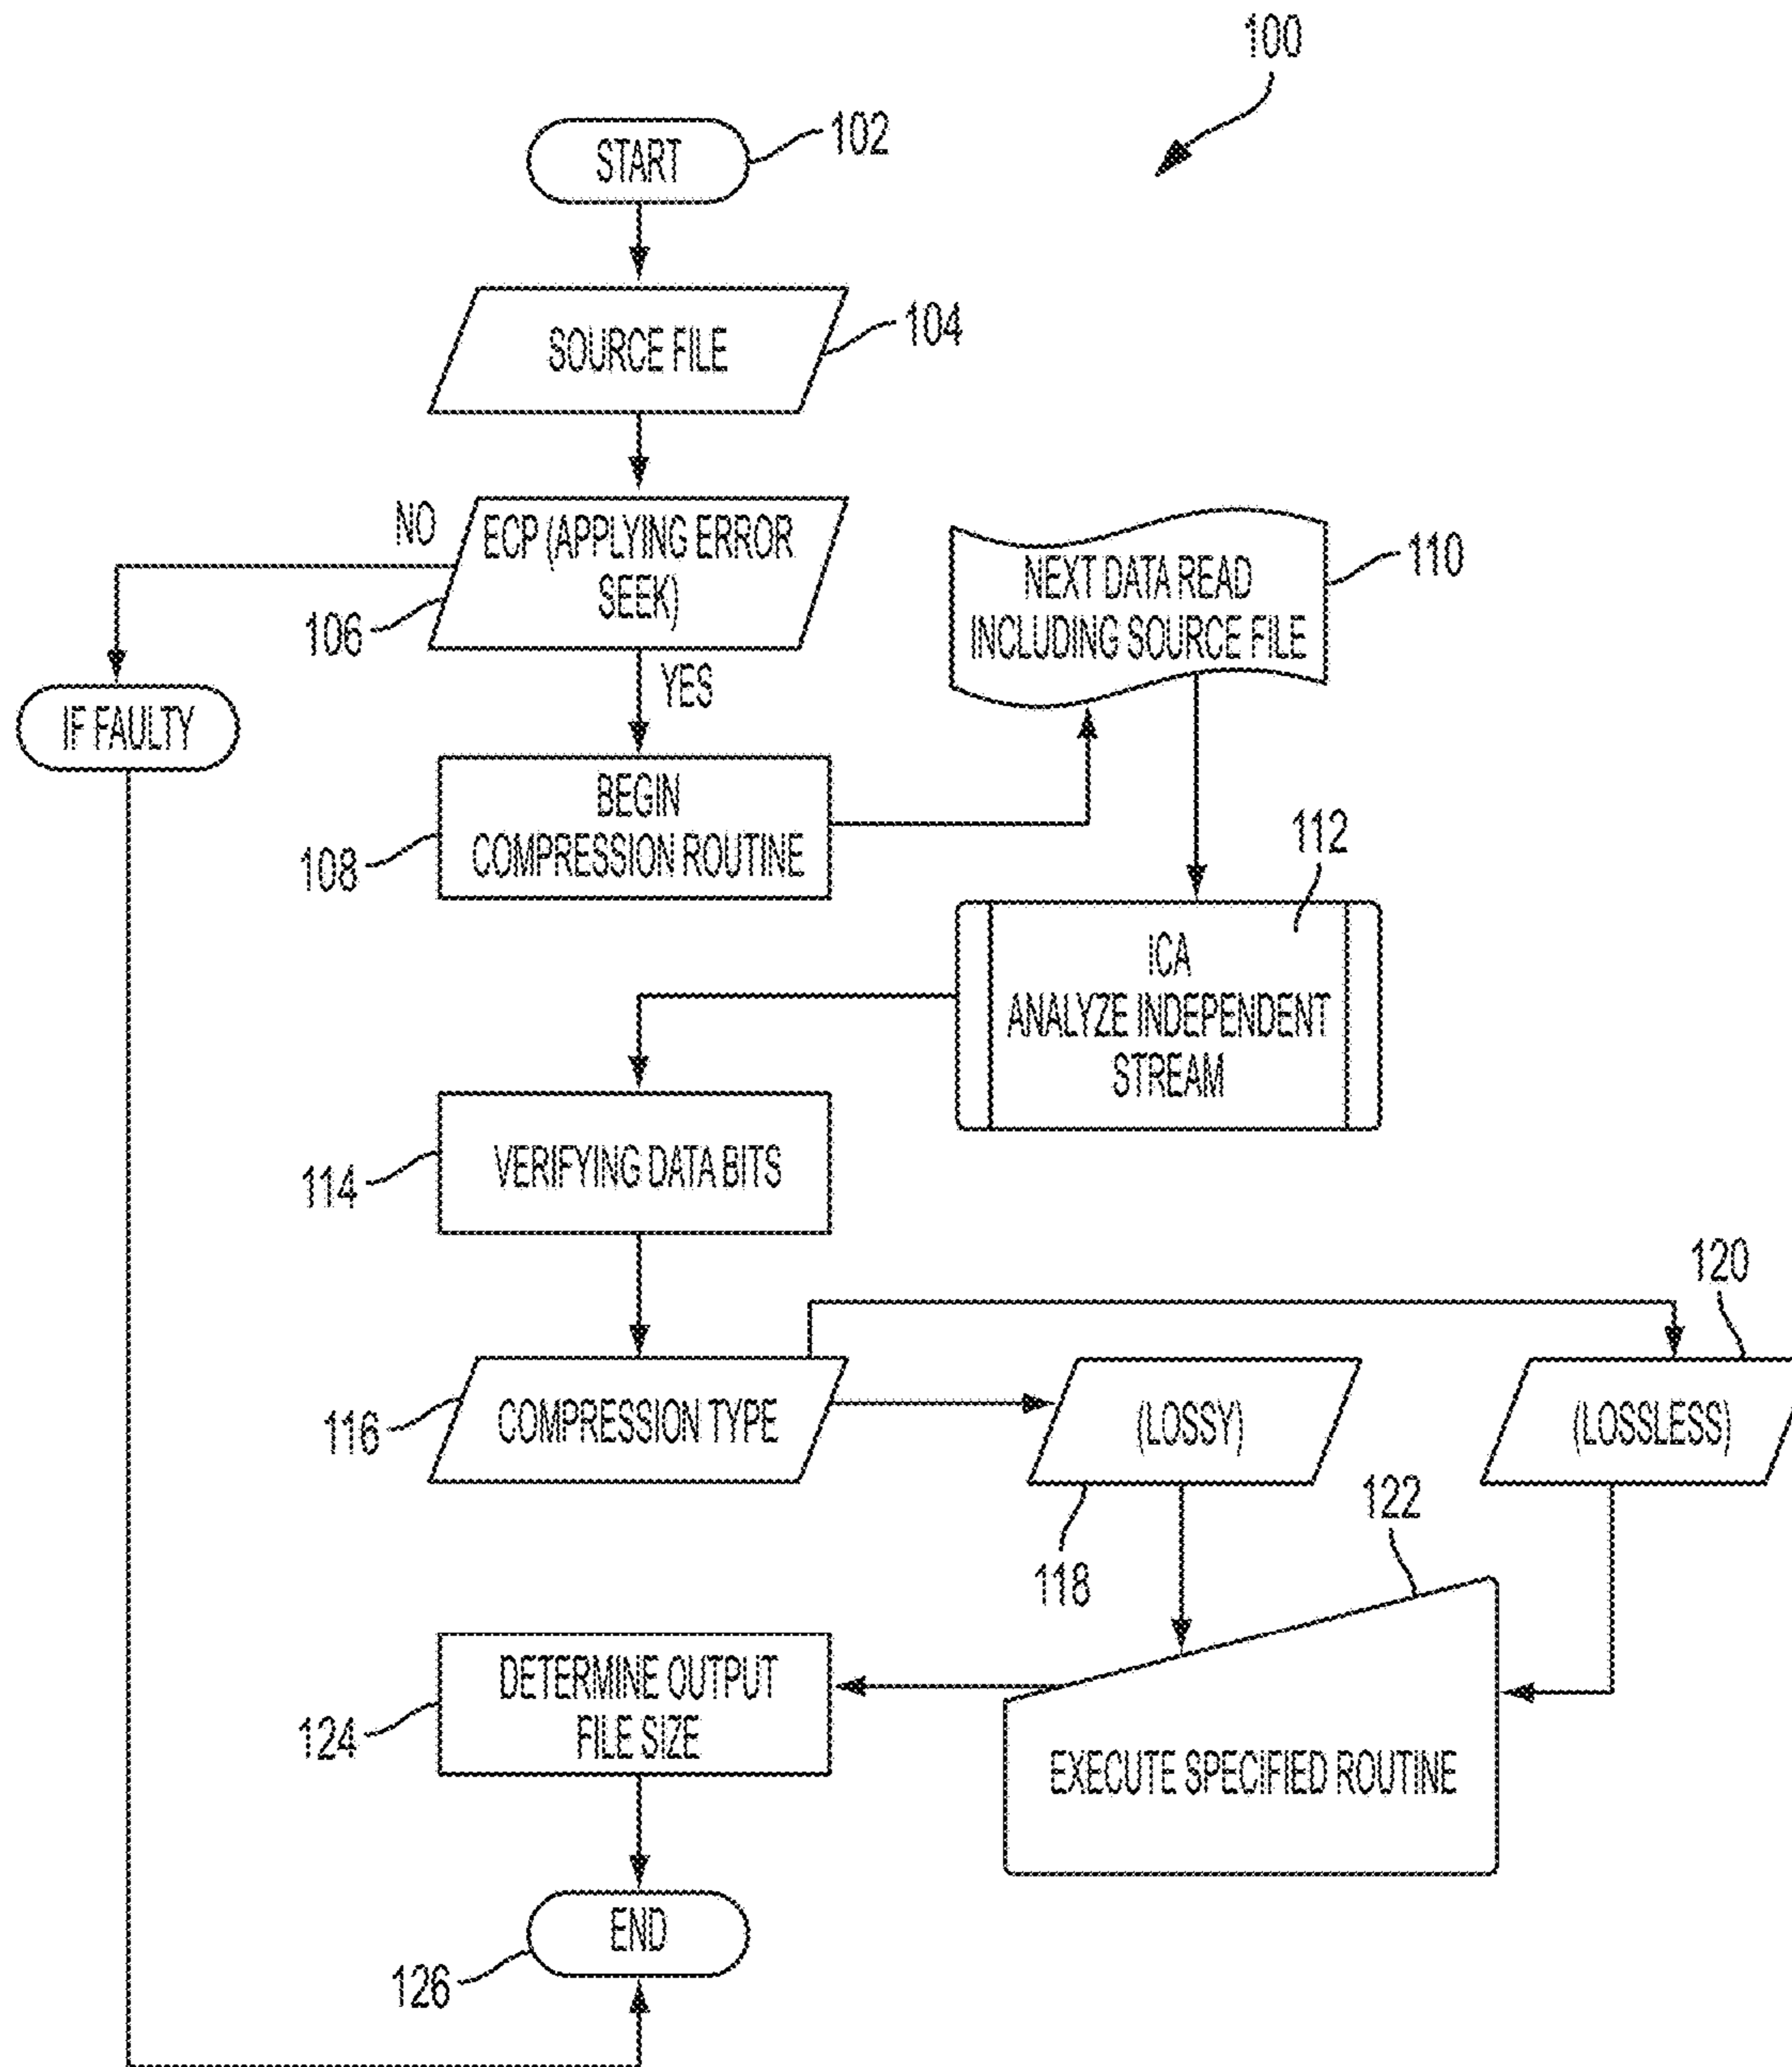 100
START
102
SOURCE FILE
104
NO
ECP (APPLYING ERROR
SEEK)
106
YES
NEXT DATA READ
INCLUDING SOURCE FILE
110
IF FAULTY
BEGIN
COMPRESSION ROUTINE
108
112
ICA
ANALYZE INDEPENDENT
STREAM
VERIFYING DATA BITS
114
120
COMPRESSION TYPE
116
(LOSSY)
118
(LOSSLESS)
122
EXECUTE SPECIFIED ROUTINE
DETERMINE OUTPUT
FILE SIZE
124
END
126